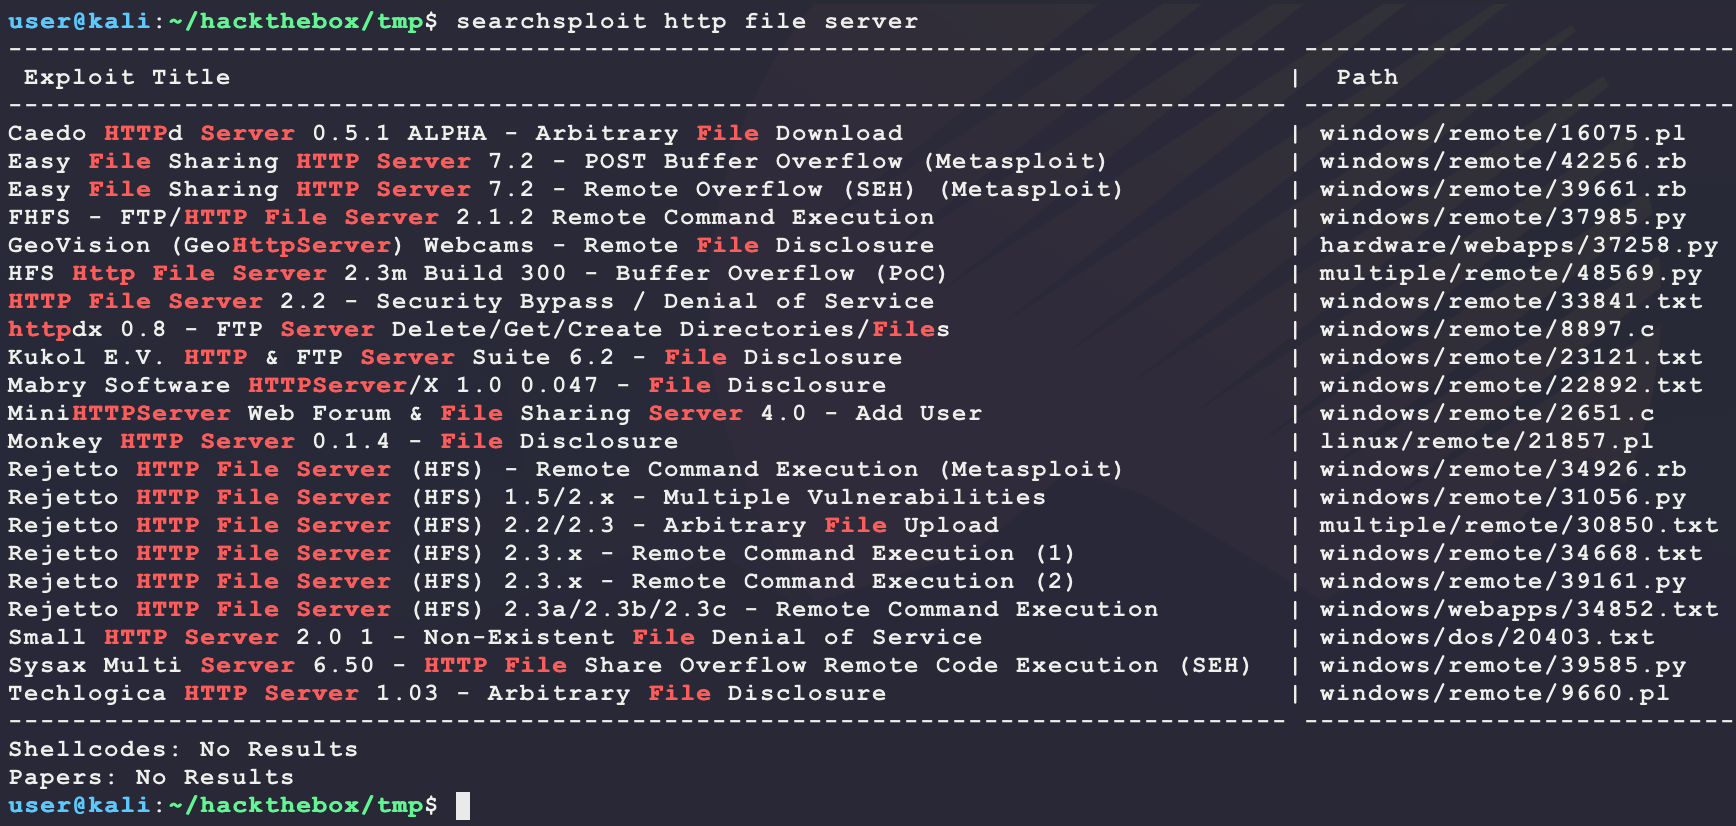 user@kali:~/hackthebox/tmp$ searchsploit http file server
-------------------------------------------------------------------------------- ---------------------------
 Exploit Title | Path
-------------------------------------------------------------------------------- ---------------------------
Caedo HTTPd Server 0.5.1 ALPHA - Arbitrary File Download | windows/remote/16075.pl
Easy File Sharing HTTP Server 7.2 - POST Buffer Overflow (Metasploit) | windows/remote/42256.rb
Easy File Sharing HTTP Server 7.2 - Remote Overflow (SEH) (Metasploit) | windows/remote/39661.rb
FHFS - FTP/HTTP File Server 2.1.2 Remote Command Execution | windows/remote/37985.py
GeoVision (GeoHttpServer) Webcams - Remote File Disclosure | hardware/webapps/37258.py
HFS Http File Server 2.3m Build 300 - Buffer Overflow (PoC) | multiple/remote/48569.py
HTTP File Server 2.2 - Security Bypass / Denial of Service | windows/remote/33841.txt
httpdx 0.8 - FTP Server Delete/Get/Create Directories/Files | windows/remote/8897.c
Kukol E.V. HTTP & FTP Server Suite 6.2 - File Disclosure | windows/remote/23121.txt
Mabry Software HTTPServer/X 1.0 0.047 - File Disclosure | windows/remote/22892.txt
MiniHTTPServer Web Forum & File Sharing Server 4.0 - Add User | windows/remote/2651.c
Monkey HTTP Server 0.1.4 - File Disclosure | linux/remote/21857.pl
Rejetto HTTP File Server (HFS) - Remote Command Execution (Metasploit) | windows/remote/34926.rb
Rejetto HTTP File Server (HFS) 1.5/2.x - Multiple Vulnerabilities | windows/remote/31056.py
Rejetto HTTP File Server (HFS) 2.2/2.3 - Arbitrary File Upload | multiple/remote/30850.txt
Rejetto HTTP File Server (HFS) 2.3.x - Remote Command Execution (1) | windows/remote/34668.txt
Rejetto HTTP File Server (HFS) 2.3.x - Remote Command Execution (2) | windows/remote/39161.py
Rejetto HTTP File Server (HFS) 2.3a/2.3b/2.3c - Remote Command Execution | windows/webapps/34852.txt
Small HTTP Server 2.0 1 - Non-Existent File Denial of Service | windows/dos/20403.txt
Sysax Multi Server 6.50 - HTTP File Share Overflow Remote Code Execution (SEH) | windows/remote/39585.py
Techlogica HTTP Server 1.03 - Arbitrary File Disclosure | windows/remote/9660.pl
-------------------------------------------------------------------------------- ---------------------------
Shellcodes: No Results
Papers: No Results
user@kali:~/hackthebox/tmp$